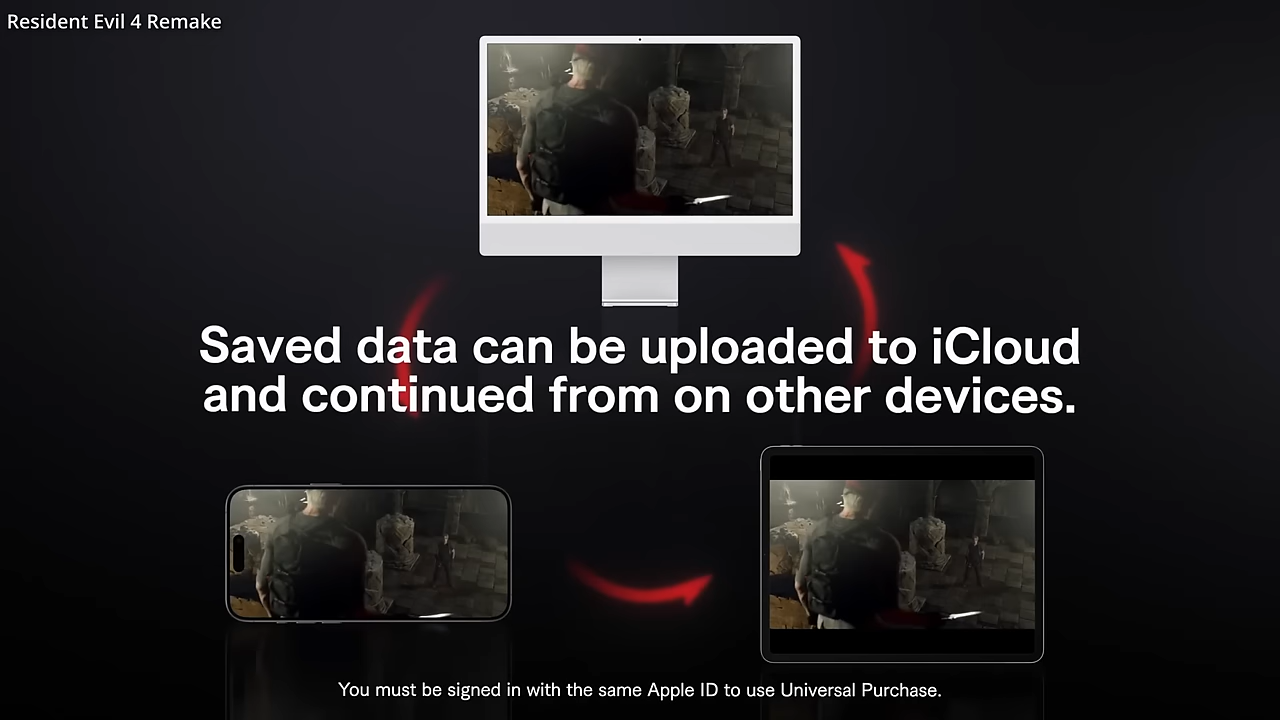 Resident Evil 4 Remake
Saved data can be uploaded to iCloud
and continued from on other devices.
You must be signed in with the same Apple ID to use Universal Purchase.